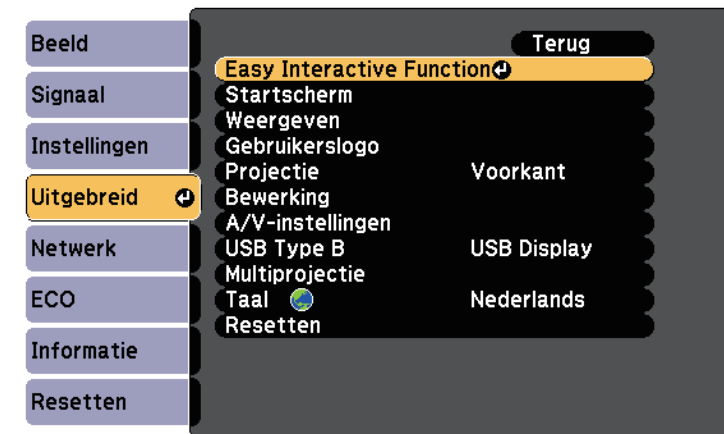 Beeld
Signaal
Instellingen
Uitgebreid
Netwerk
ECO
Informatie
Resetten
Terug
Easy Interactive Function
Startscherm
Weergeven
Gebruikerslogo
Projectie Voorkant
Bewerking
A/V-instellingen
USB Type B USB Display
Multiprojectie
Taal Nederlands
Resetten